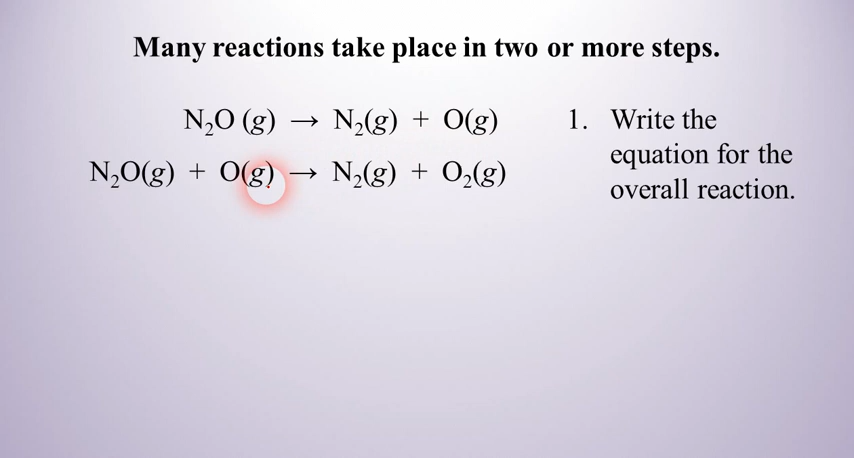 Many reactions take place in two or more steps.
N₂O (g) → N₂(g) + O(g)
N₂O(g) + O(g) → N₂(g) + O₂(g)
1. Write the
equation for the
overall reaction.